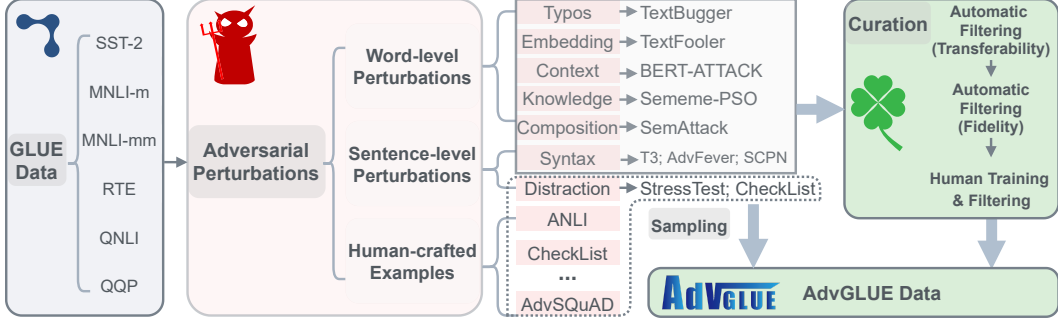 GLUE
Data
SST-2
MNLI-m
MNLI-mm
RTE
QNLI
QQP
Adversarial
Perturbations
Word-level
Perturbations
Sentence-level
Perturbations
Human-crafted
Examples
Typos
TextBugger
Embedding
TextFooler
Context
BERT-ATTACK
Knowledge
Sememe-PSO
Composition
SemAttack
Syntax
T3; AdvFever; SCPN
Distraction
StressTest; CheckList
ANLI
CheckList
...
AdvSQuAD
Sampling
Curation
Automatic
Filtering
(Transferability)
Automatic
Filtering
(Fidelity)
Human Training
& Filtering
AdVGLUE
AdvGLUE Data